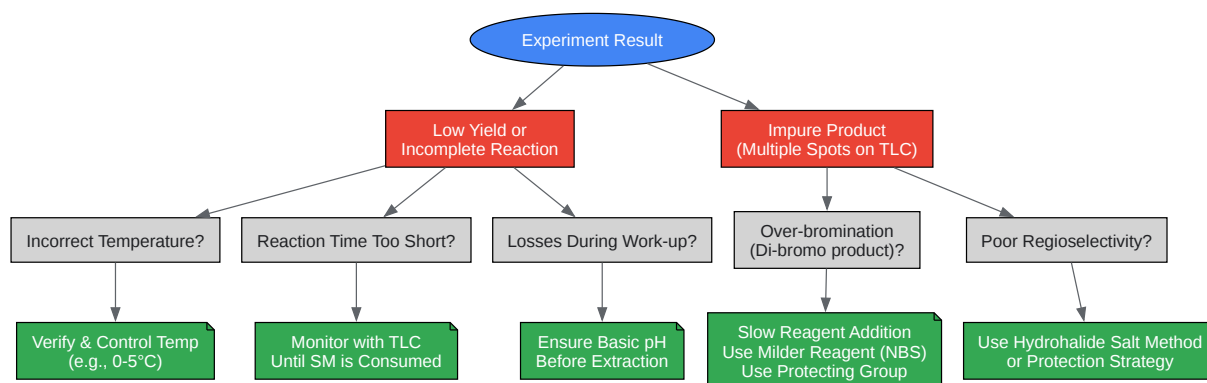 Experiment Result
Low Yield or
Incomplete Reaction
Impure Product
(Multiple Spots on TLC)
Incorrect Temperature?
Reaction Time Too Short?
Losses During Work-up?
Over-bromination
(Di-bromo product)?
Poor Regioselectivity?
Verify & Control Temp
(e.g., 0-5°C)
Monitor with TLC
Until SM is Consumed
Ensure Basic pH
Before Extraction
Slow Reagent Addition
Use Milder Reagent (NBS)
Use Protecting Group
Use Hydrohalide Salt Method
or Protection Strategy